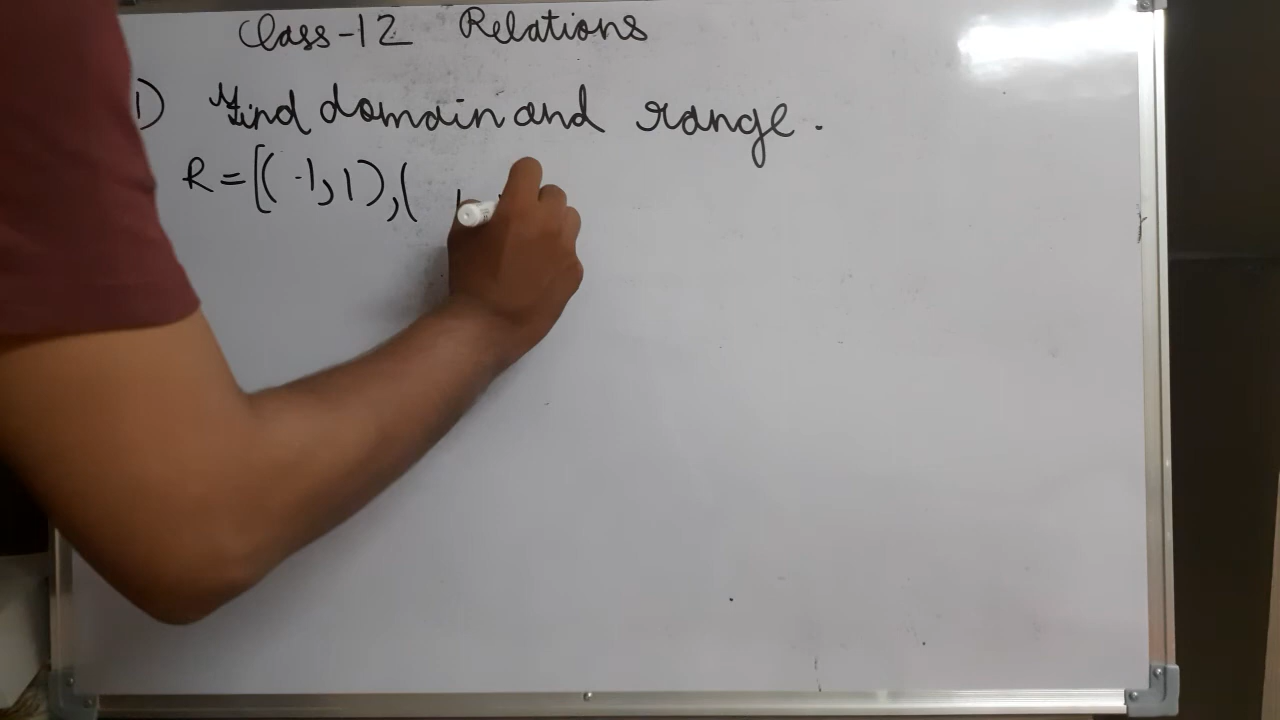 Class-12 Relations
1) Find domain and range.
R = [( -1, 1), (